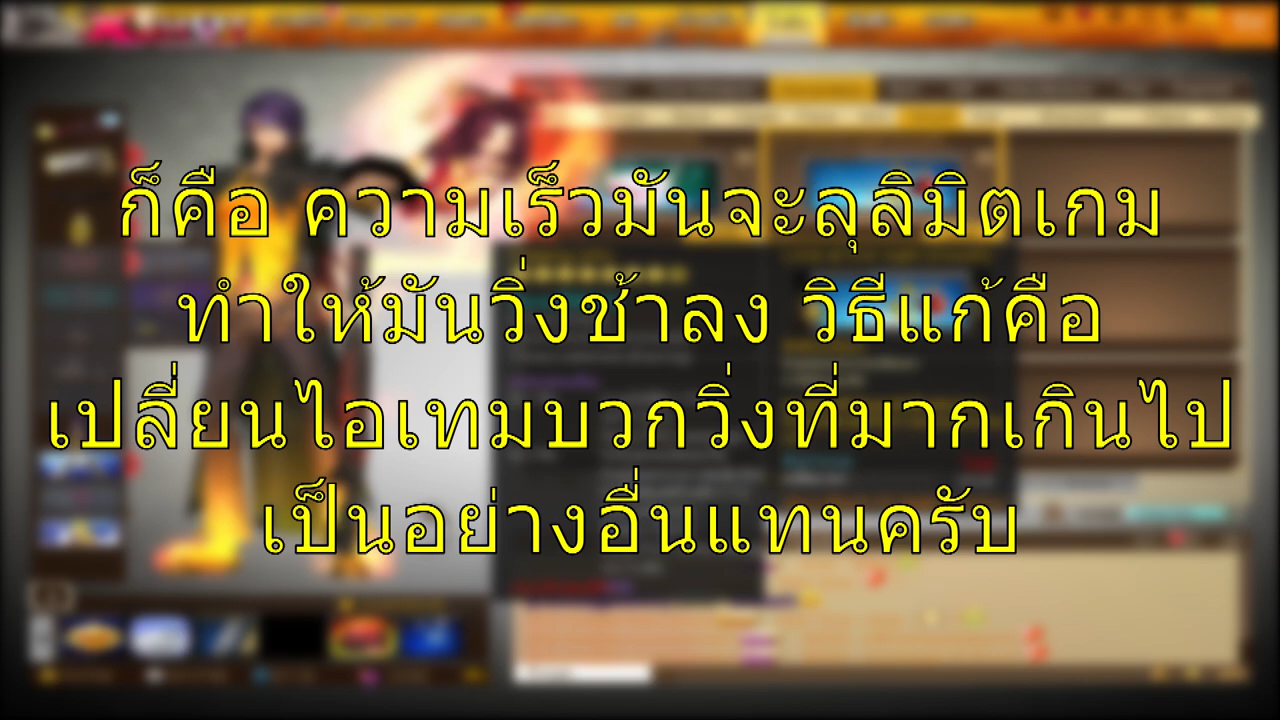 ก็คือ ความเร็วมันจะลุลิมิตเกม
ทำให้มันวิ่งช้าลง วิธีแก้คือ
เปลี่ยนไอเทมบวกวิ่งที่มากเกินไป
เป็นอย่างอื่นแทนครับ